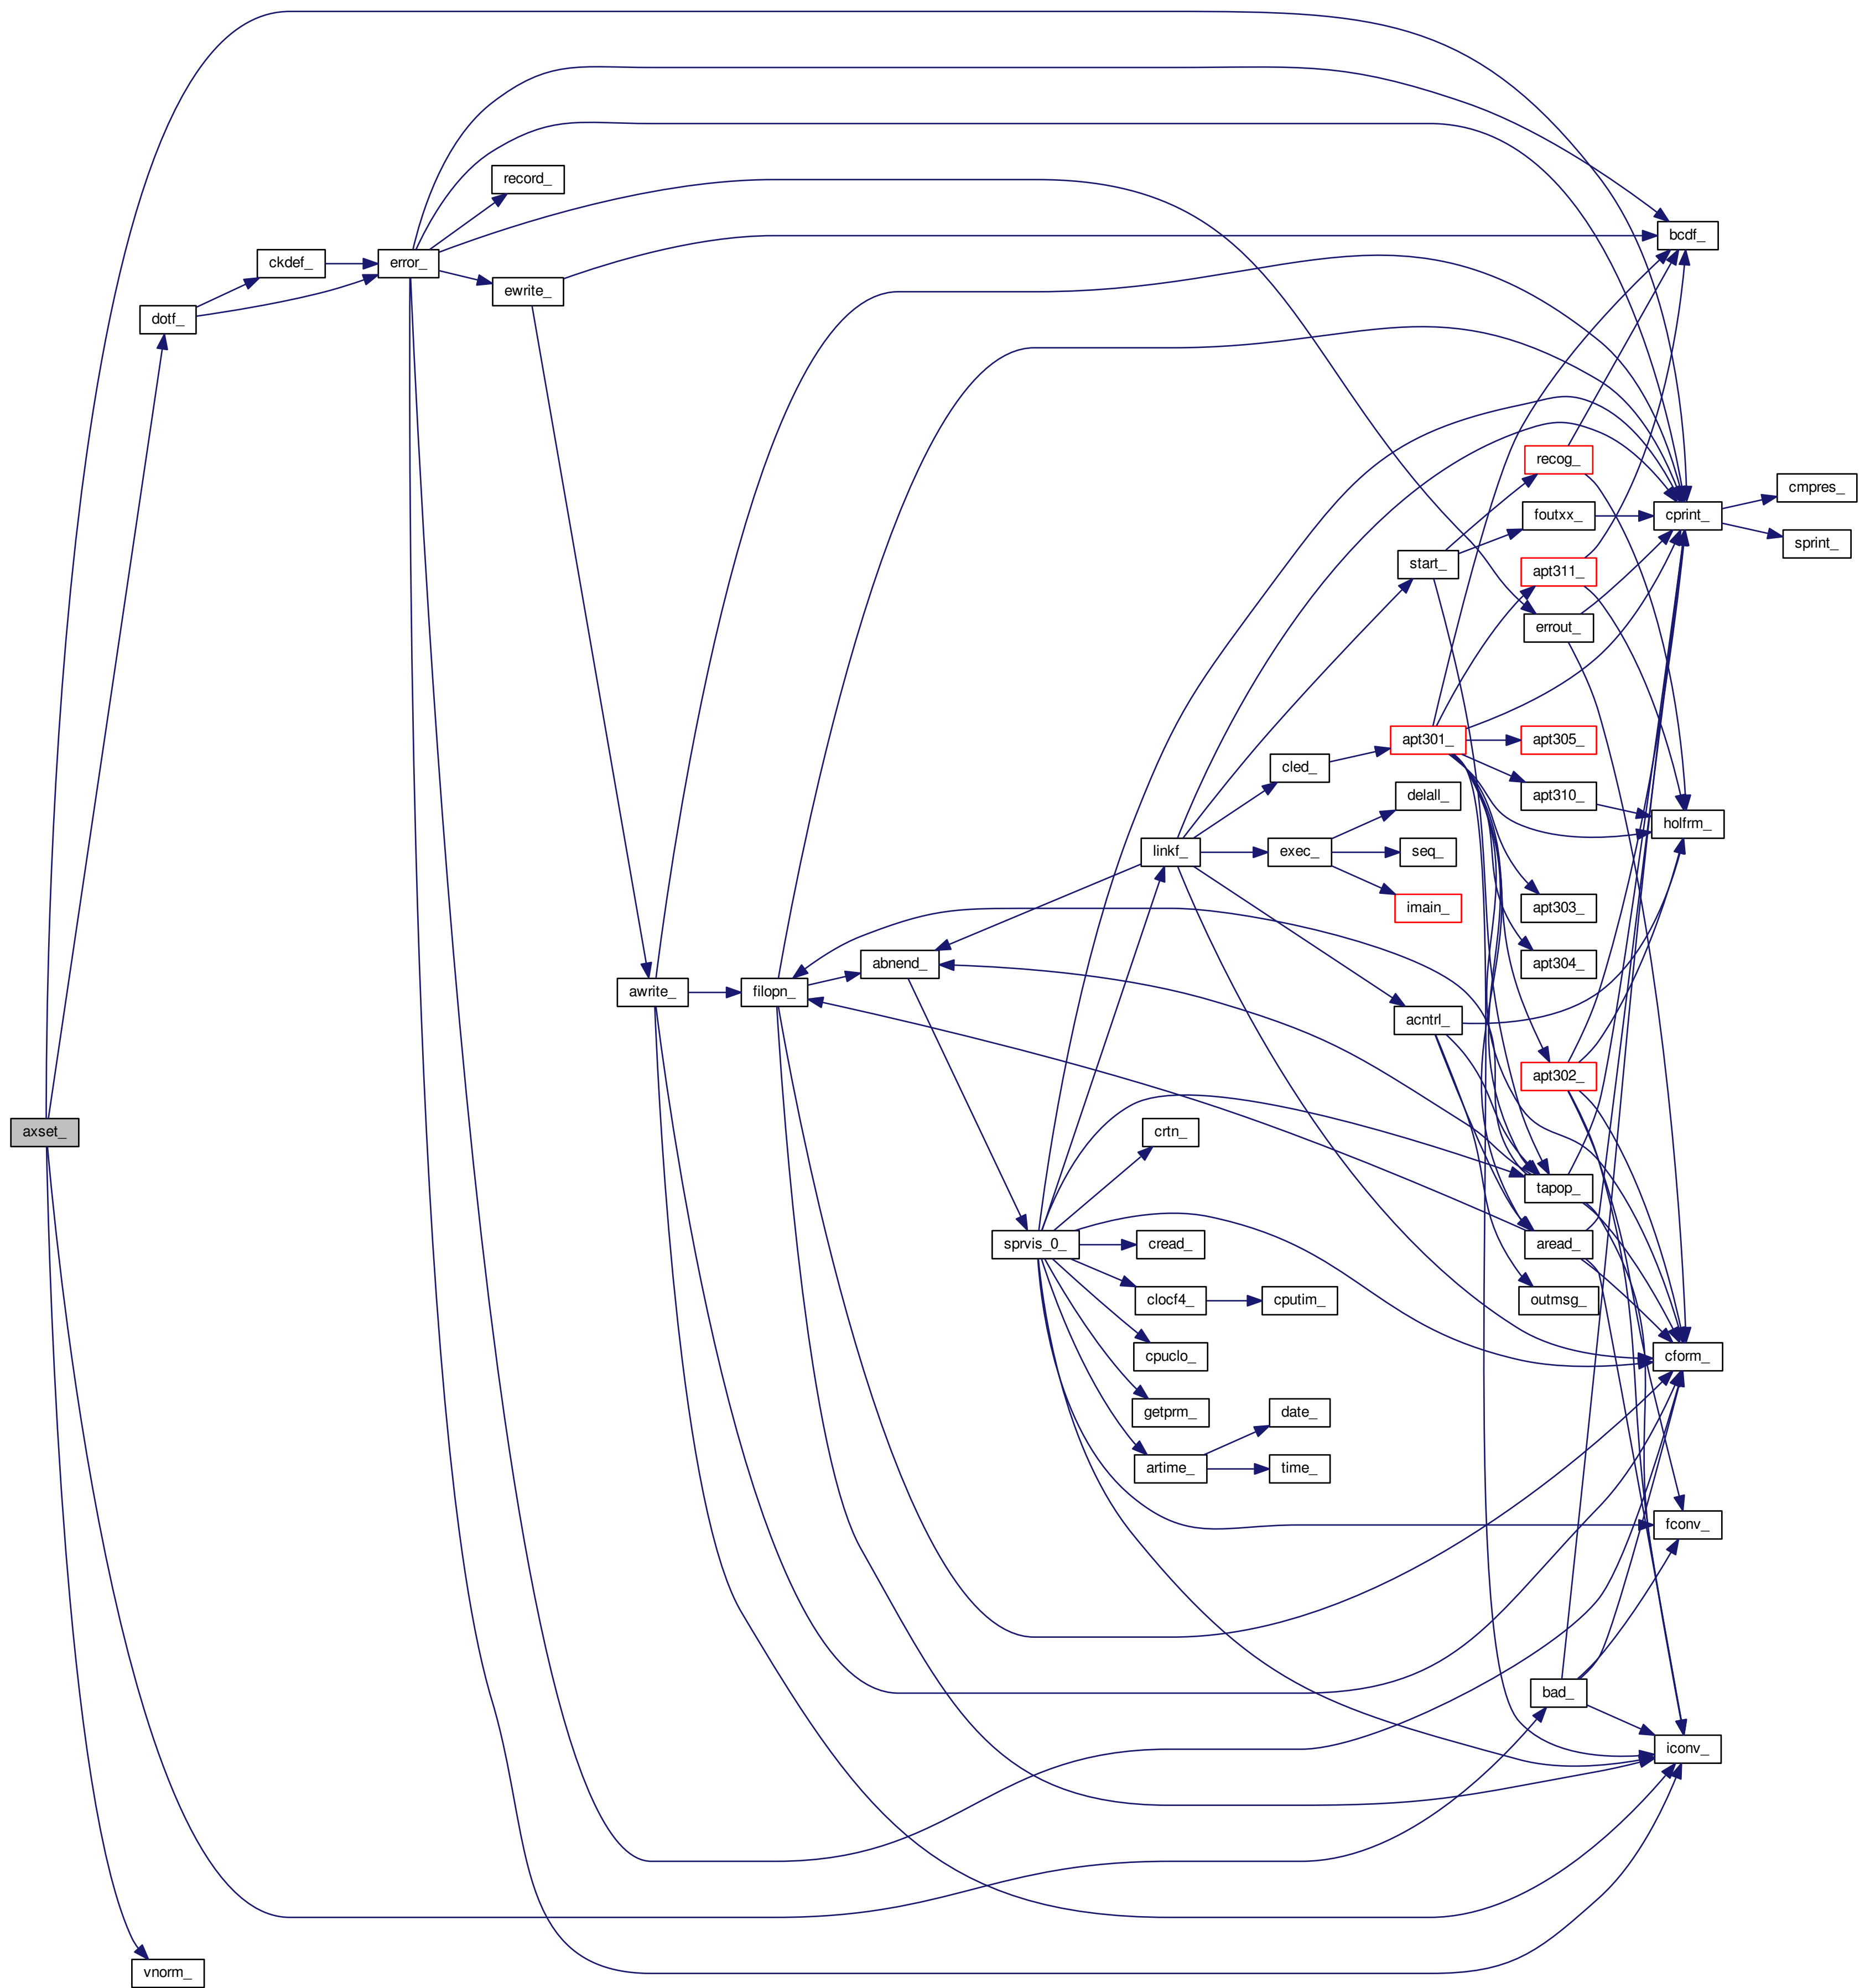 record_
bcdf_
ckdef_
error_
ewrite_
dotf_
recog_
cmpres_
foutxx_
cprint_
sprint_
start_
apt311_
errout_
apt301_
apt305_
cled_
delall_
apt310_
holfrm_
linkf_
exec_
seq_
imain_
apt303_
abnend_
apt304_
awrite_
filopn_
acntrl_
apt302_
axset_
crtn_
tapop_
sprvis_0_
cread_
aread_
clocf4_
cputim_
outmsg_
cpuclo_
cform_
getprm_
date_
artime_
time_
fconv_
bad_
iconv_
vnorm_